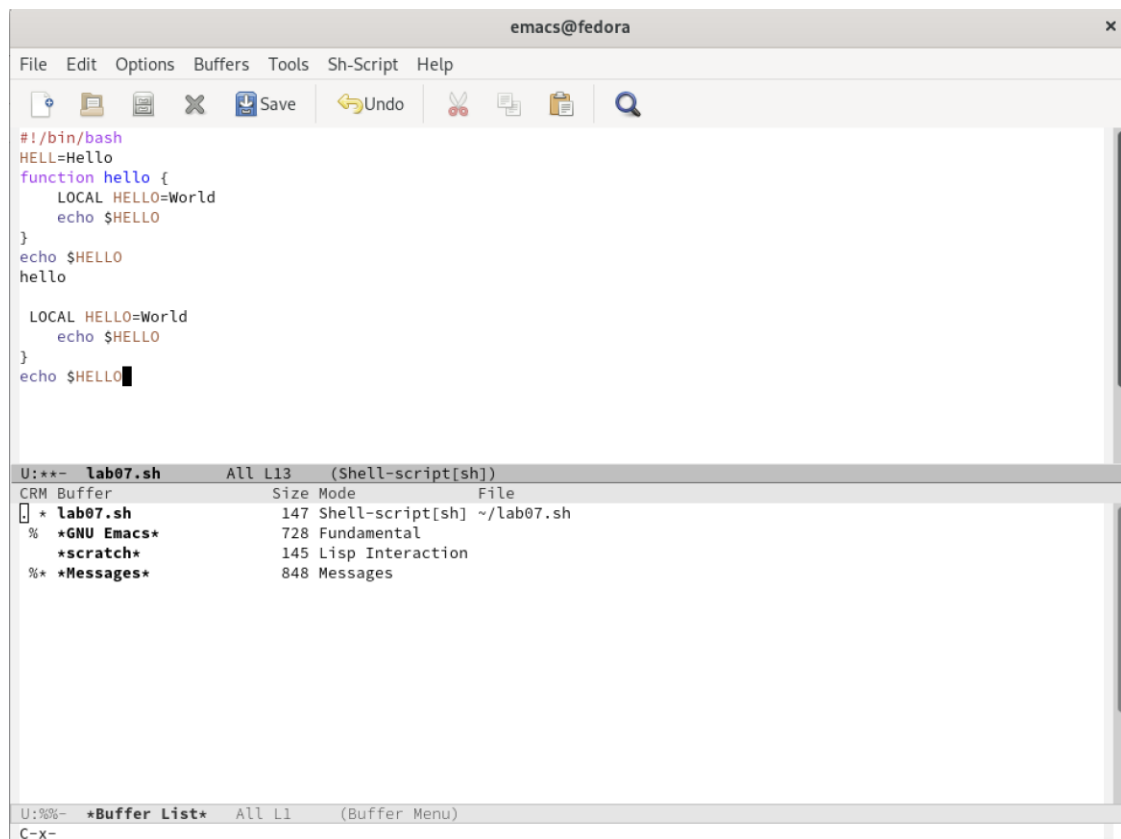 emacs@fedora ×
File Edit Options Buffers Tools Sh-Script Help
Save Undo
#!/bin/bash
HELL=Hello
function hello {
    LOCAL HELLO=World
    echo $HELLO
}
echo $HELLO
hello

 LOCAL HELLO=World
    echo $HELLO
}
echo $HELLO
U:**-  lab07.sh       All L13    (Shell-script[sh])
CRM Buffer                 Size Mode             File
. * lab07.sh                147 Shell-script[sh] ~/lab07.sh
 %  *GNU Emacs*             728 Fundamental
    *scratch*               145 Lisp Interaction
 %* *Messages*              848 Messages
U:%%-  *Buffer List*   All L1     (Buffer Menu)
C-x-